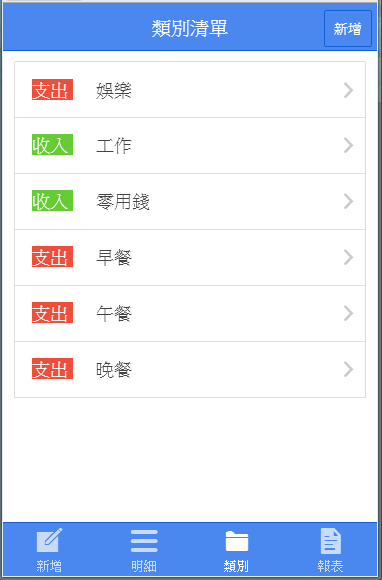 類別清單 新增
支出 娛樂
收入 工作
收入 零用錢
支出 早餐
支出 午餐
支出 晚餐
新增 明細 類別 報表